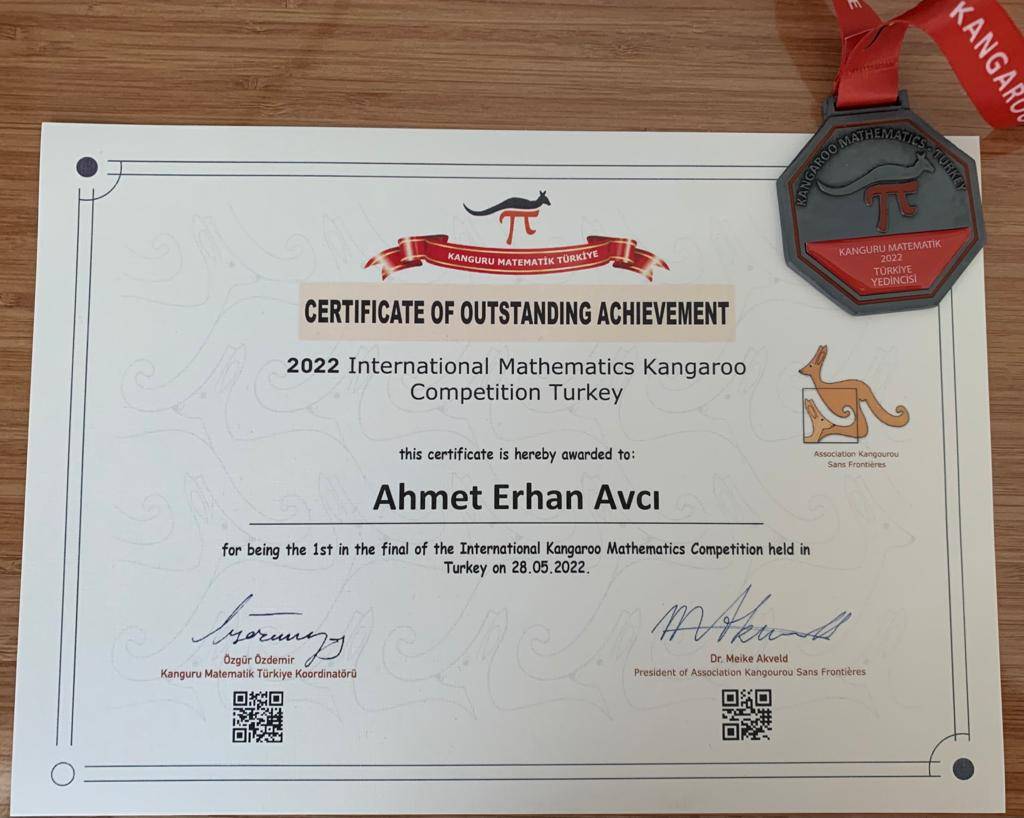 KANGAROO
KANGAROO MATHEMATICS - TURKEY
KANGURU MATEMATİK
2022
TÜRKİYE
YEDİNCİSİ
KANGURU MATEMATİK TÜRKİYE
CERTIFICATE OF OUTSTANDING ACHIEVEMENT
2022 International Mathematics Kangaroo
Competition Turkey
Association Kangourou
Sans Frontières
this certificate is hereby awarded to:
Ahmet Erhan Avcı
for being the 1st in the final of the International Kangaroo Mathematics Competition held in
Turkey on 28.05.2022.
Özgür Özdemir
Kanguru Matematik Türkiye Koordinatörü
Dr. Meike Akveld
President of Association Kangourou Sans Frontières